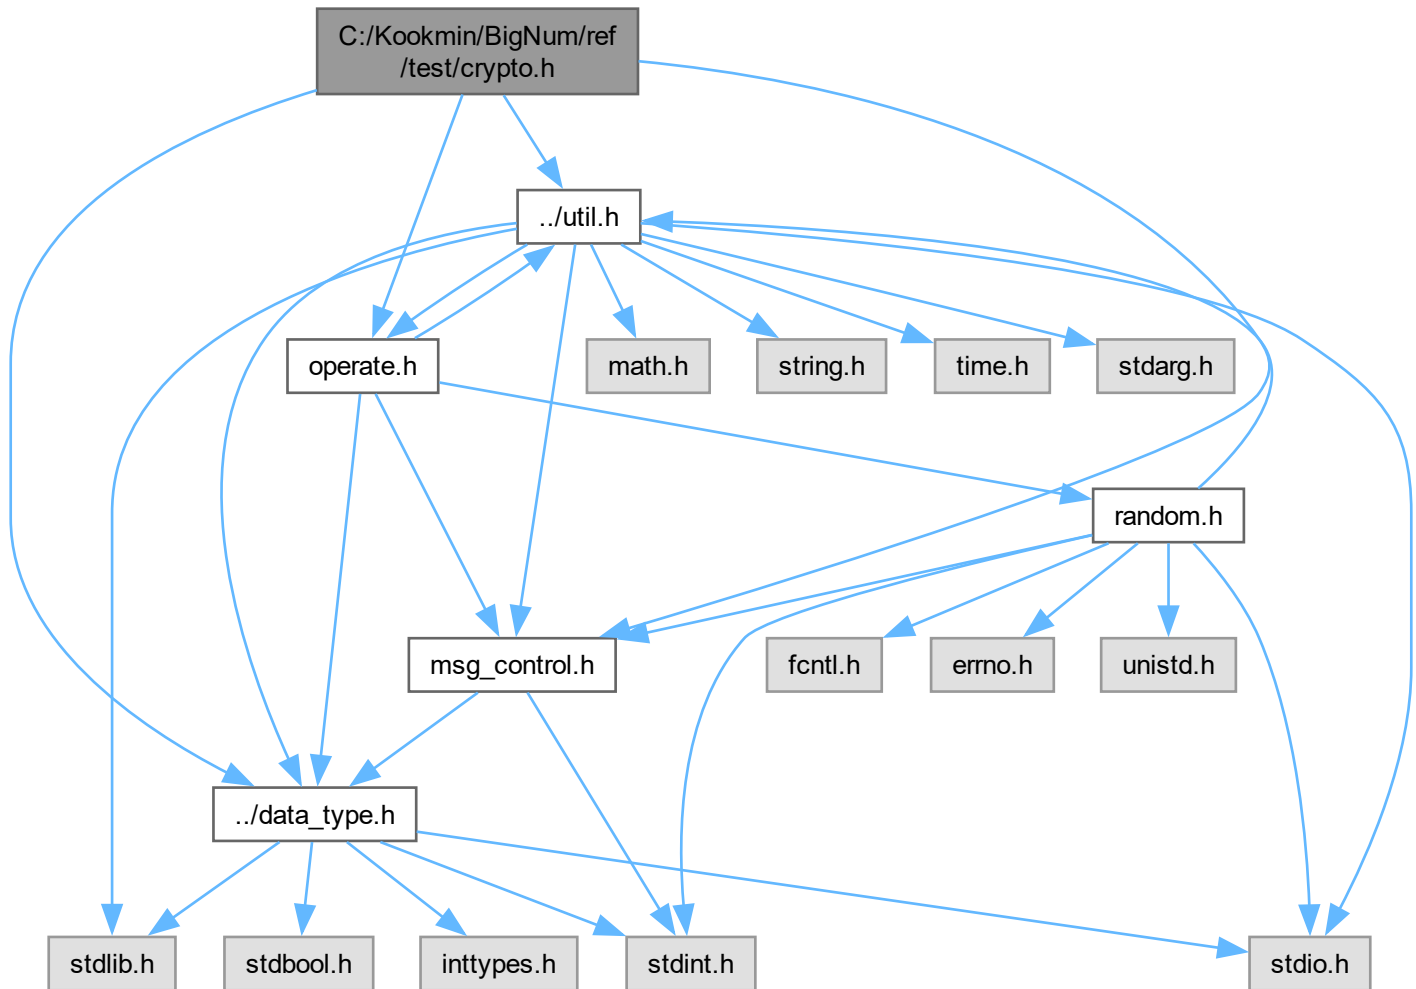 C:/Kookmin/BigNum/ref
/test/crypto.h
../util.h
operate.h
math.h
string.h
time.h
stdarg.h
random.h
msg_control.h
fcntl.h
errno.h
unistd.h
../data_type.h
stdlib.h
stdbool.h
inttypes.h
stdint.h
stdio.h